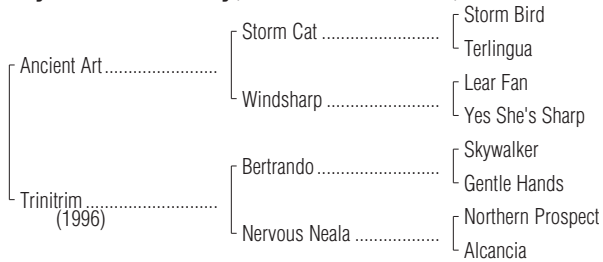 Storm Bird
Storm Cat ........................
Terlingua
Ancient Art.......................
Lear Fan
Windsharp .......................
Yes She's Sharp
Skywalker
Bertrando .........................
Gentle Hands
Trinitrim ...........................
(1996)
Northern Prospect
Nervous Neala .................
Alcancia